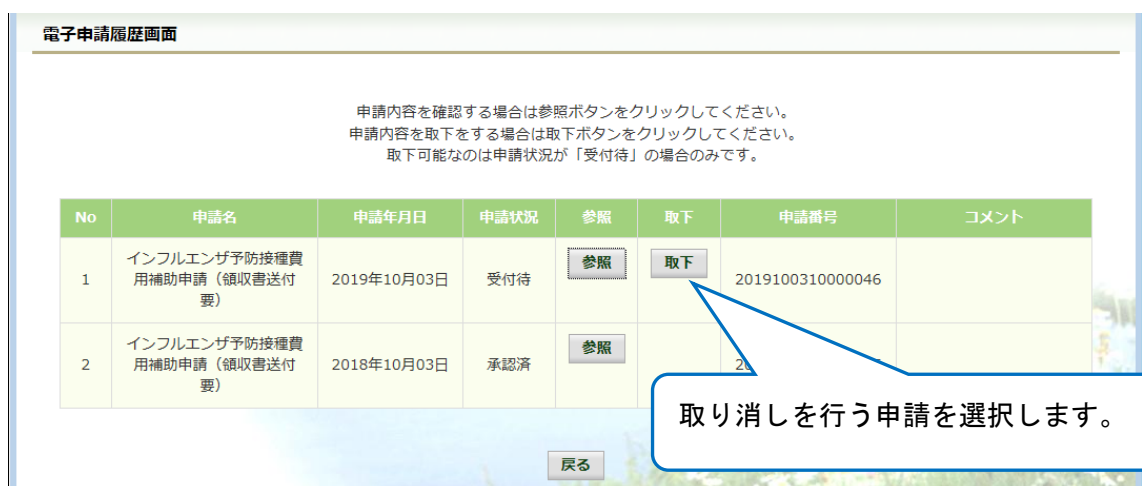 電子申請履歴画面
申請内容を確認する場合は参照ボタンをクリックしてください。
申請内容を取下をする場合は取下ボタンをクリックしてください。
取下可能なのは申請状況が「受付待」の場合のみです。
No 申請名 申請年月日 申請状況 参照 取下 申請番号 コメント
インフルエンザ予防接種費
1 用補助申請（領収書送付 2019年10月03日 受付待 参照 取下 2019100310000046
要）
インフルエンザ予防接種費
2 用補助申請（領収書送付 2018年10月03日 承認済 参照
要）
取り消しを行う申請を選択します。
戻る